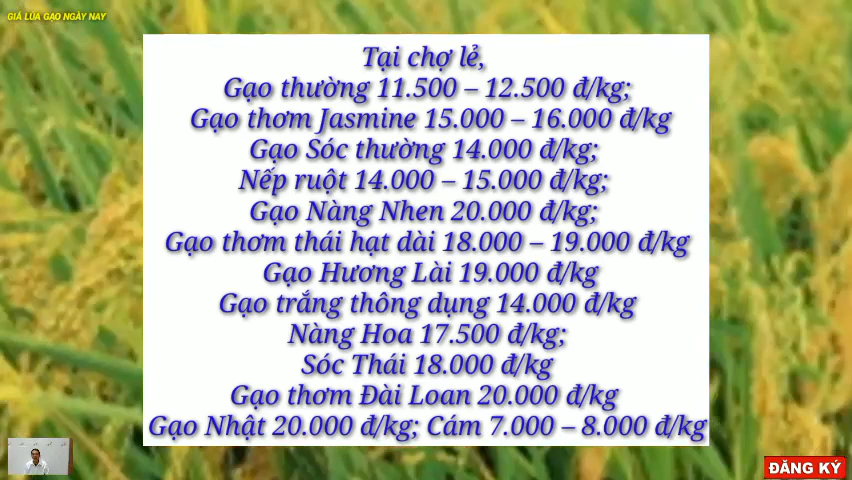 GIÁ LÚA GẠO NGÀY NAY
Tại chợ lẻ,
Gạo thường 11.500 – 12.500 đ/kg;
Gạo thơm Jasmine 15.000 – 16.000 đ/kg
Gạo Sóc thường 14.000 đ/kg;
Nếp ruột 14.000 – 15.000 đ/kg;
Gạo Nàng Nhen 20.000 đ/kg;
Gạo thơm thái hạt dài 18.000 – 19.000 đ/kg
Gạo Hương Lài 19.000 đ/kg
Gạo trắng thông dụng 14.000 đ/kg
Nàng Hoa 17.500 đ/kg;
Sóc Thái 18.000 đ/kg
Gạo thơm Đài Loan 20.000 đ/kg
Gạo Nhật 20.000 đ/kg; Cám 7.000 – 8.000 đ/kg
ĐĂNG KÝ